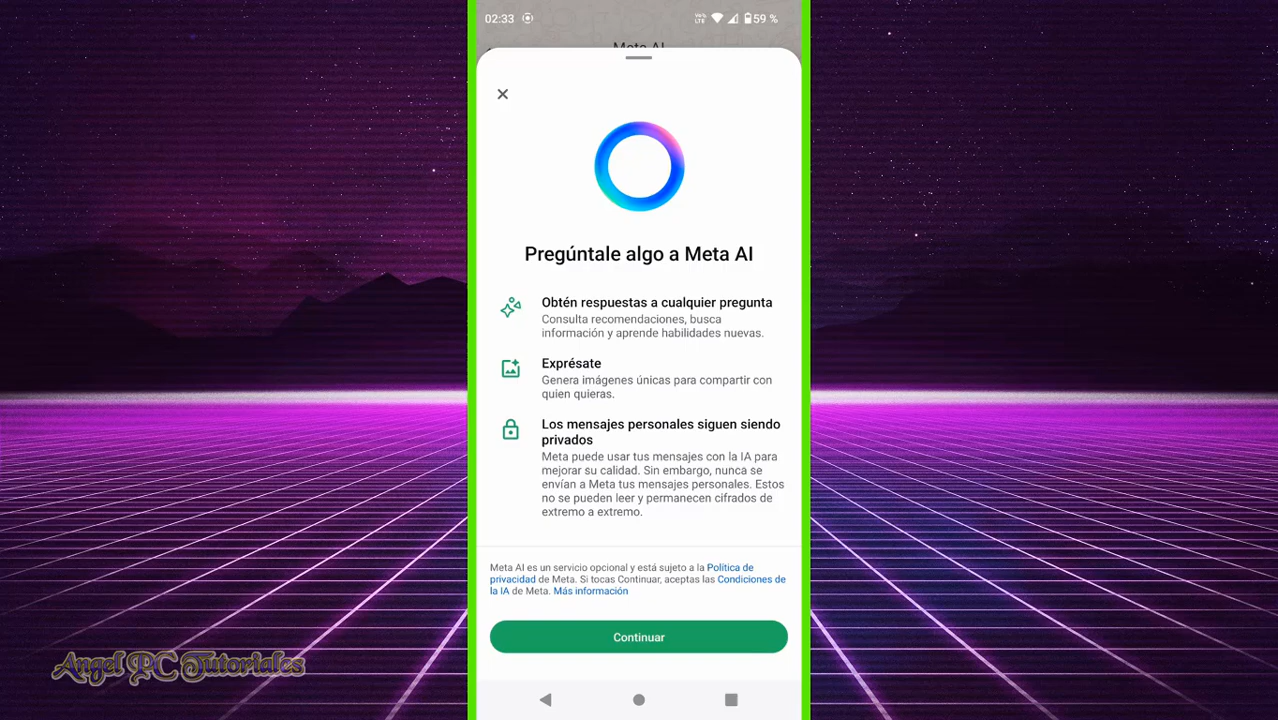 02:33
Vo) LTE 59 %
Meta AI
Pregúntale algo a Meta AI
Obtén respuestas a cualquier pregunta
Consulta recomendaciones, busca
información y aprende habilidades nuevas.
Exprésate
Genera imágenes únicas para compartir con
quien quieras.
Los mensajes personales siguen siendo
privados
Meta puede usar tus mensajes con la IA para
mejorar su calidad. Sin embargo, nunca se
envían a Meta tus mensajes personales. Estos
no se pueden leer y permanecen cifrados de
extremo a extremo.
Meta AI es un servicio opcional y está sujeto a la Política de
privacidad de Meta. Si tocas Continuar, aceptas las Condiciones de
la IA de Meta. Más información
Continuar
Angel PC Tutoriales